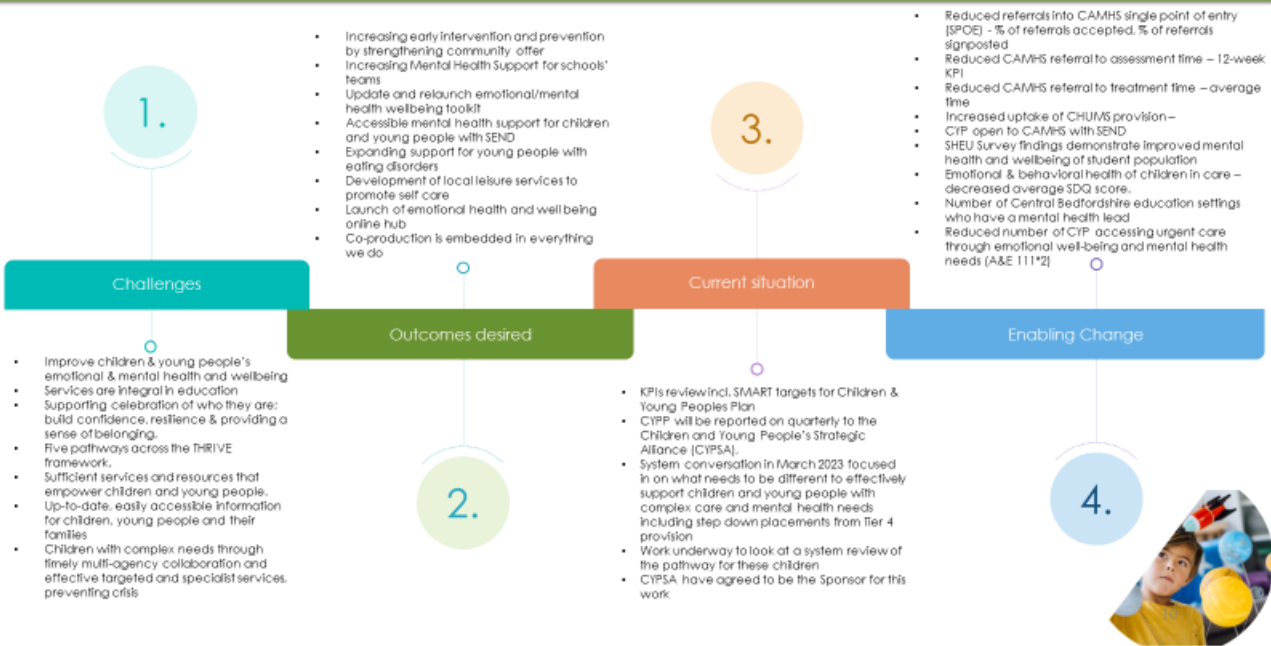 1.
Challenges
Improve children & young people's
emotional & mental health and wellbeing
Services are integral in education
Supporting celebration of who they are;
build confidence, resilience & providing a
sense of belonging.
Five pathways across the THRIVE
framework.
Sufficient services and resources that
empower children and young people.
Up-to-date, easily accessible information
for children, young people and their
families
Children with complex needs through
timely multi-agency collaboration and
effective targeted and specialist services,
preventing crisis
Increasing early intervention and prevention
by strengthening community offer
Increasing Mental Health Support for schools'
teams
Update and relaunch emotional/mental
health wellbeing toolkit
Accessible mental health support for children
and young people with SEND
Expanding support for young people with
eating disorders
Development of local leisure services to
promote self care
Launch of emotional health and well being
online hub
Co-production is embedded in everything
we do
Outcomes desired
2.
3.
Current situation
KPIs review incl. SMART targets for Children &
Young Peoples Plan
CYPP will be reported on quarterly to the
Children and Young People's Strategic
Alliance (CYPSA).
System conversation in March 2023 focused
in on what needs to be different to effectively
support children and young people with
complex care and mental health needs
including step down placements from Tier 4
provision
Work underway to look at a system review of
the pathway for these children
CYPSA have agreed to be the Sponsor for this
work
Reduced referrals into CAMHS single point of entry
(SPOE) - % of referrals accepted, % of referrals
signposted
Reduced CAMHS referral to assessment time – 12-week
KPI
Reduced CAMHS referral to treatment time – average
time
Increased uptake of CHUMS provision –
CYP open to CAMHS with SEND
SHEU Survey findings demonstrate improved mental
health and wellbeing of student population
Emotional & behavioral health of children in care –
decreased average SDQ score.
Number of Central Bedfordshire education settings
who have a mental health lead
Reduced number of CYP accessing urgent care
through emotional well-being and mental health
needs (A&E 111*2)
Enabling Change
4.